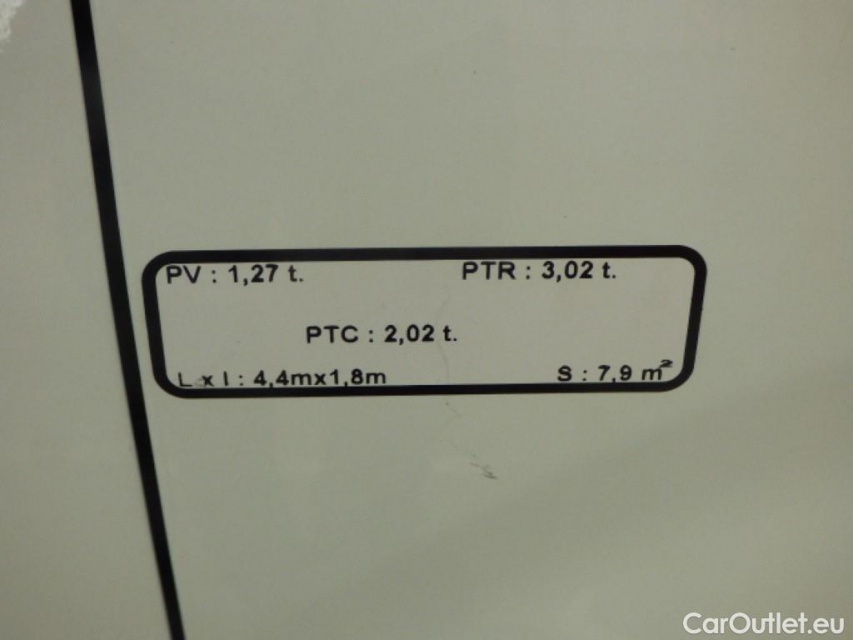 PV : 1,27 t. PTR : 3,02 t.
PTC : 2,02 t.
L x l : 4,4mx1,8m S : 7,9 m²
CarOutlet.eu